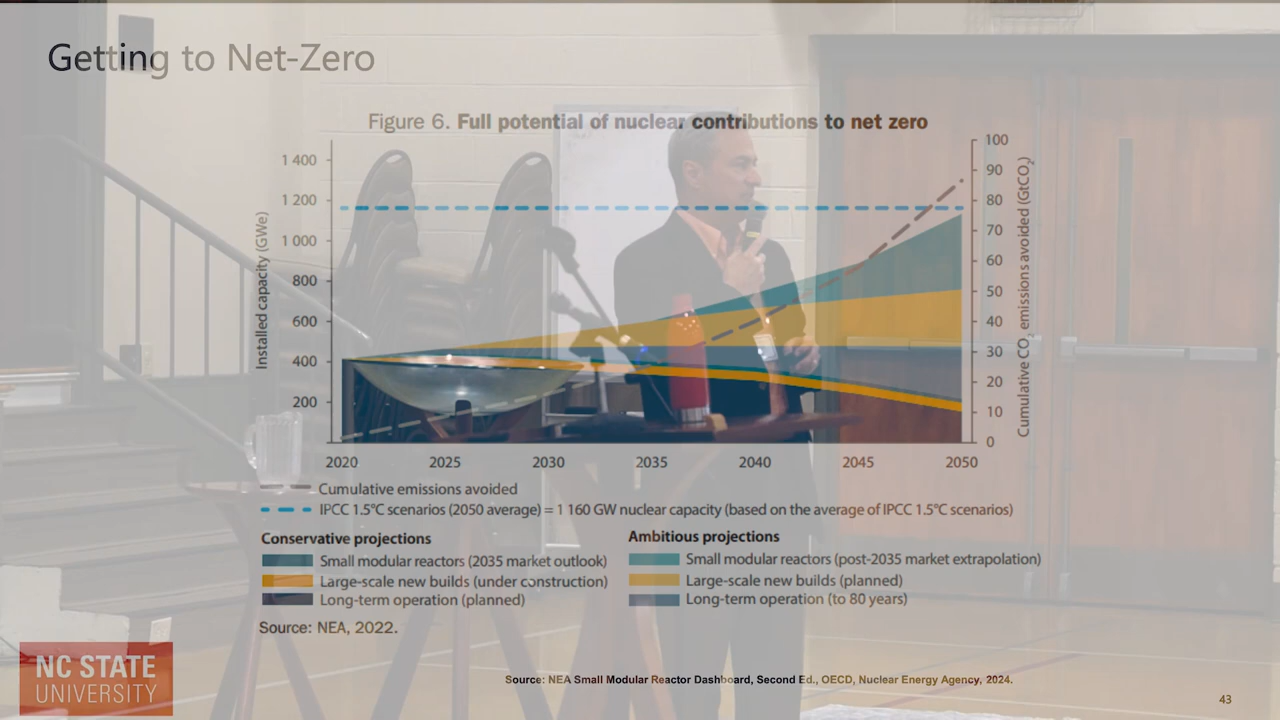 Getting to Net-Zero
Figure 6. Full potential of nuclear contributions to net zero
Installed capacity (GWe)
1 400
1 200
1 000
800
600
400
200
100
90
80
70
60
50
40
30
20
10
0
Cumulative CO₂ emissions avoided (GtCO₂)
2020 2025 2030 2035 2040 2045 2050
Cumulative emissions avoided
IPCC 1.5°C scenarios (2050 average) = 1 160 GW nuclear capacity (based on the average of IPCC 1.5°C scenarios)
Conservative projections
Small modular reactors (2035 market outlook)
Large-scale new builds (under construction)
Long-term operation (planned)
Ambitious projections
Small modular reactors (post-2035 market extrapolation)
Large-scale new builds (planned)
Long-term operation (to 80 years)
Source: NEA, 2022.
NC STATE
UNIVERSITY
Source: NEA Small Modular Reactor Dashboard, Second Ed., OECD, Nuclear Energy Agency, 2024.
43